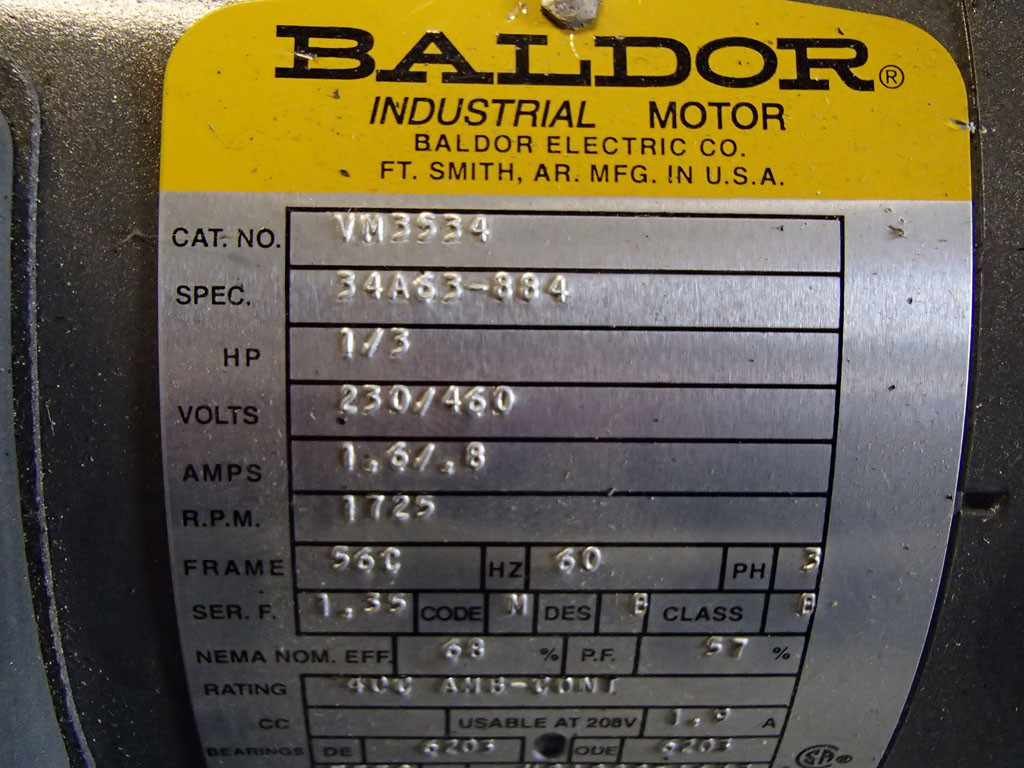 BALDOR®
INDUSTRIAL MOTOR
BALDOR ELECTRIC CO.
FT. SMITH, AR. MFG. IN U.S.A.
CAT. NO. VM3534
SPEC. 34A63-884
HP 1/3
VOLTS 230/460
AMPS 1.6/.8
R.P.M. 1725
FRAME 56C HZ 60 PH 3
SER. F. 1.35 CODE M DES B CLASS B
NEMA NOM. EFF. 68 % P.F. 57 %
RATING 40C AMB-CONT
CC USABLE AT 208V 1.9 A
BEARINGS DE 6203 ODE 6203
SA®